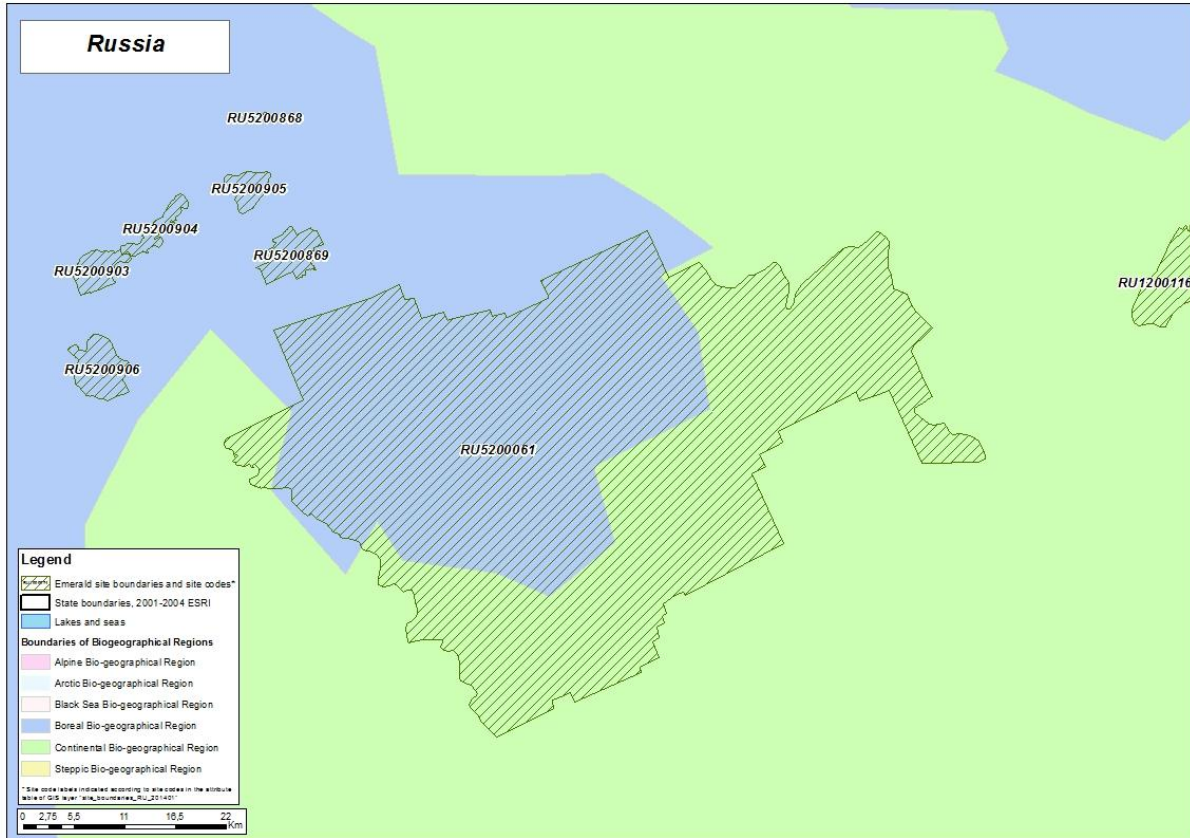 Russia
RU5200868
RU5200905
RU5200904
RU5200869
RU5200903
RU1200116
RU5200906
RU5200061
Legend
Emerald site boundaries and site codes*
State boundaries, 2001-2004 ESRI
Lakes and seas
Boundaries of Biogeographical Regions
Alpine Bio-geographical Region
Arctic Bio-geographical Region
Black Sea Bio-geographical Region
Boreal Bio-geographical Region
Continental Bio-geographical Region
Steppic Bio-geographical Region
* Site code labels indicated according to site codes in the attribute
table of GIS layer "site_boundaries_RU_201401"
0 2,75 5,5 11 16,5 22
Km